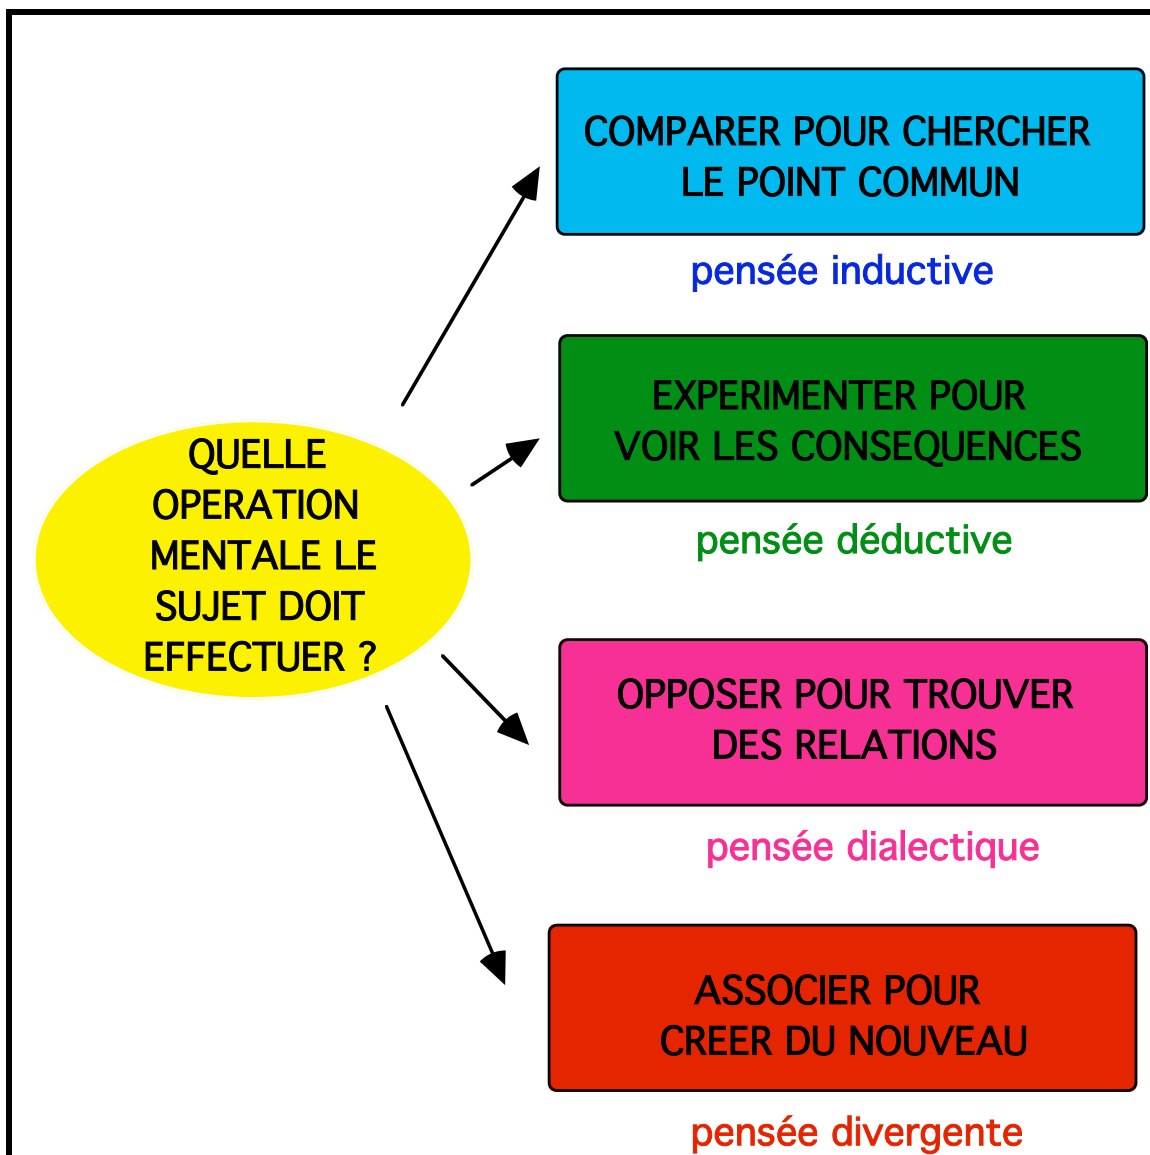 QUELLE
OPERATION
MENTALE LE
SUJET DOIT
EFFECTUER ?
COMPARER POUR CHERCHER
LE POINT COMMUN
pensée inductive
EXPERIMENTER POUR
VOIR LES CONSEQUENCES
pensée déductive
OPPOSER POUR TROUVER
DES RELATIONS
pensée dialectique
ASSOCIER POUR
CREER DU NOUVEAU
pensée divergente